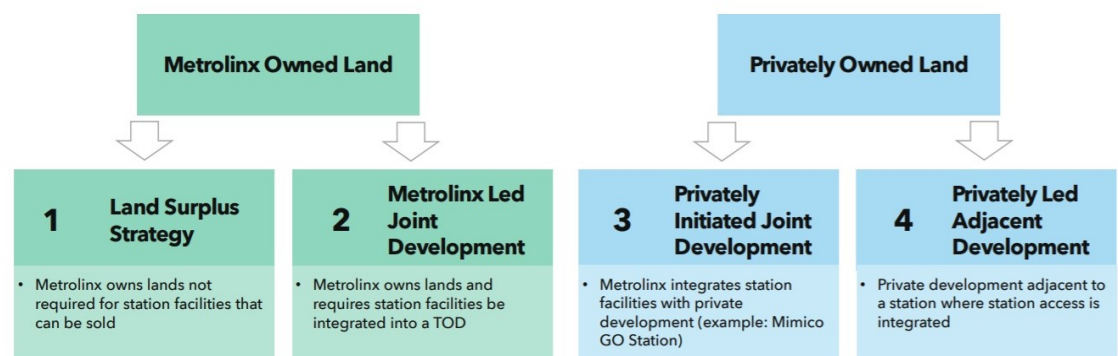 Metrolinx Owned Land
Privately Owned Land
1
Land Surplus
Strategy
• Metrolinx owns lands not
required for station facilities that
can be sold
2
Metrolinx Led
Joint
Development
• Metrolinx owns lands and
requires station facilities be
integrated into a TOD
3
Privately
Initiated Joint
Development
• Metrolinx integrates station
facilities with private
development (example: Mimico
GO Station)
4
Privately Led
Adjacent
Development
• Private development adjacent to
a station where station access is
integrated